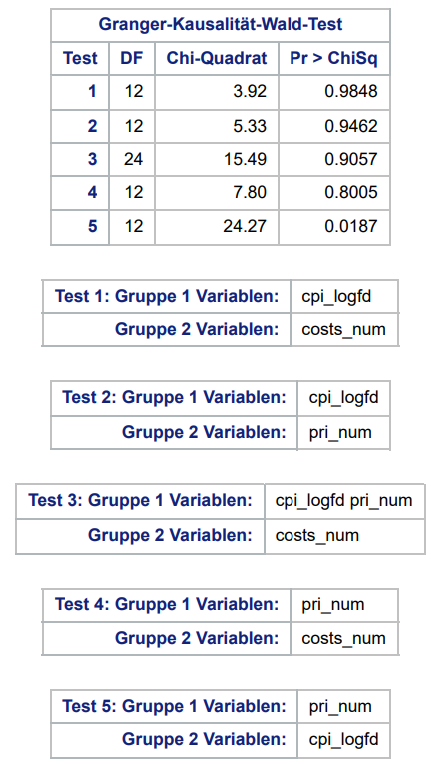 Granger-Kausalität-Wald-Test
Test DF Chi-Quadrat Pr > ChiSq
1 12 3.92 0.9848
2 12 5.33 0.9462
3 24 15.49 0.9057
4 12 7.80 0.8005
5 12 24.27 0.0187
Test 1: Gruppe 1 Variablen: cpi_logfd
Gruppe 2 Variablen: costs_num
Test 2: Gruppe 1 Variablen: cpi_logfd
Gruppe 2 Variablen: pri_num
Test 3: Gruppe 1 Variablen: cpi_logfd pri_num
Gruppe 2 Variablen: costs_num
Test 4: Gruppe 1 Variablen: pri_num
Gruppe 2 Variablen: costs_num
Test 5: Gruppe 1 Variablen: pri_num
Gruppe 2 Variablen: cpi_logfd